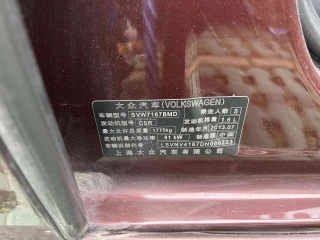 大众汽车(VOLKSWAGEN) 乘坐人数 5
车辆型号 SVW7167BMD 发动机排量 1.6 L
发动机型号 CSR 制造年月 2013.07
最大允许总质量 1775kg 制造国 中国
发动机最大净功率 81 kW
车辆识别代号 LSVNV4187DN086223
上海大众汽车有限公司